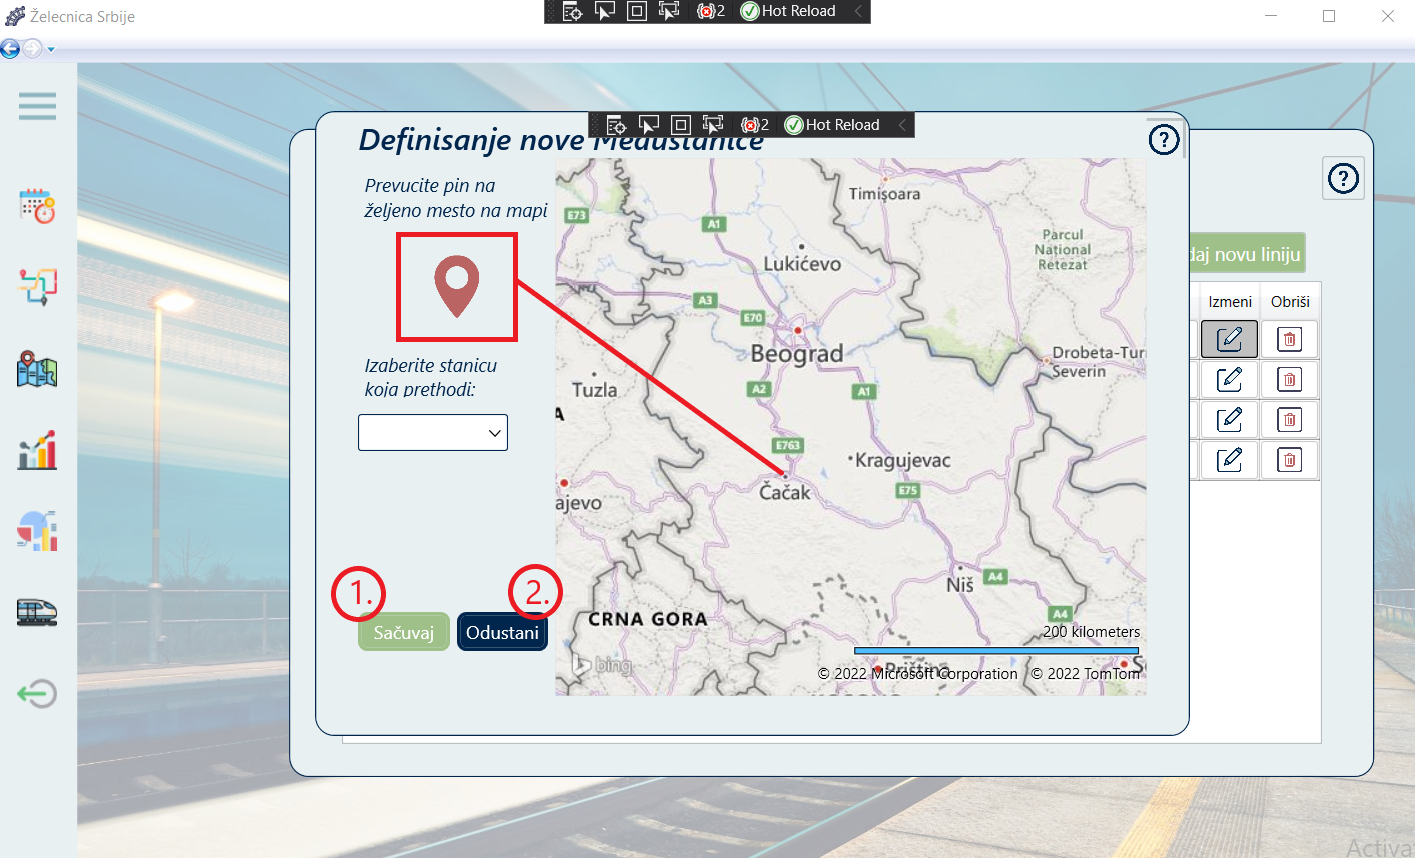 Želecnica Srbije
2
Hot Reload
2
Hot Reload
Definisanje nove Međustanice
Prevucite pin na
željeno mesto na mapi
Izaberite stanicu
koja prethodi:
1.
2.
Sačuvaj
Odustani
daj novu liniju
Izmeni
Obriši
Timișoara
E73
A1
Parcul
Național
Retezat
Lukićevo
A3
E70
Beograd
Drobeta-Tur
Severin
Tuzla
A2
A1
A
E763
Kragujevac
ajevo
Čačak
E75
Niš
A4
A4
CRNA GORA
200 kilometers
bing
Priština
S
© 2022 Microsoft Corporation
© 2022 TomTom
Activa